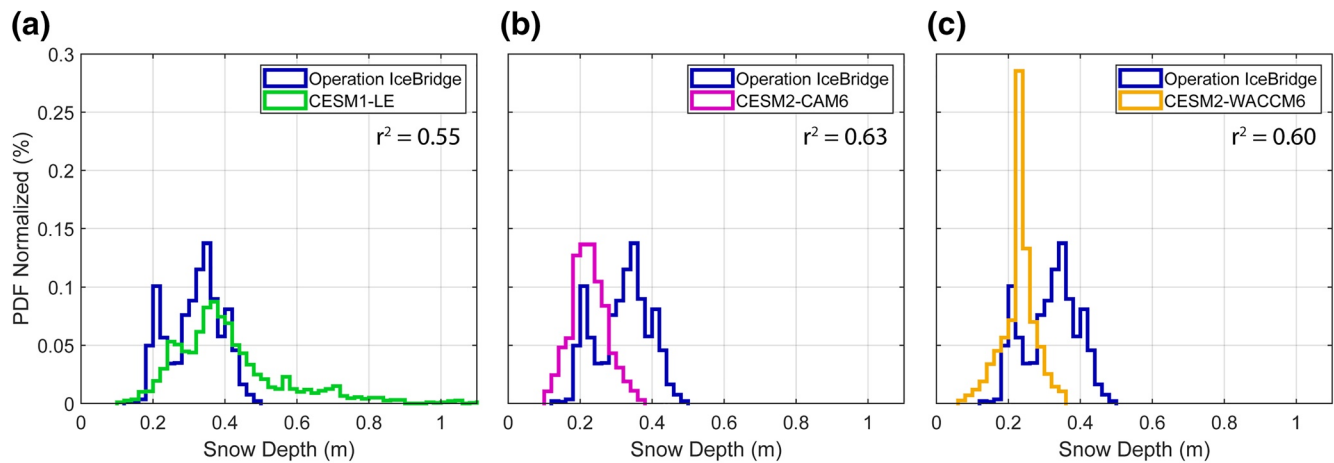 (a)
Operation IceBridge
CESM1-LE
r² = 0.55
PDF Normalized (%)
0.3
0.25
0.2
0.15
0.1
0.05
0
0 0.2 0.4 0.6 0.8 1
Snow Depth (m)
(b)
Operation IceBridge
CESM2-CAM6
r² = 0.63
0 0.2 0.4 0.6 0.8 1
Snow Depth (m)
(c)
Operation IceBridge
CESM2-WACCM6
r² = 0.60
0 0.2 0.4 0.6 0.8 1
Snow Depth (m)